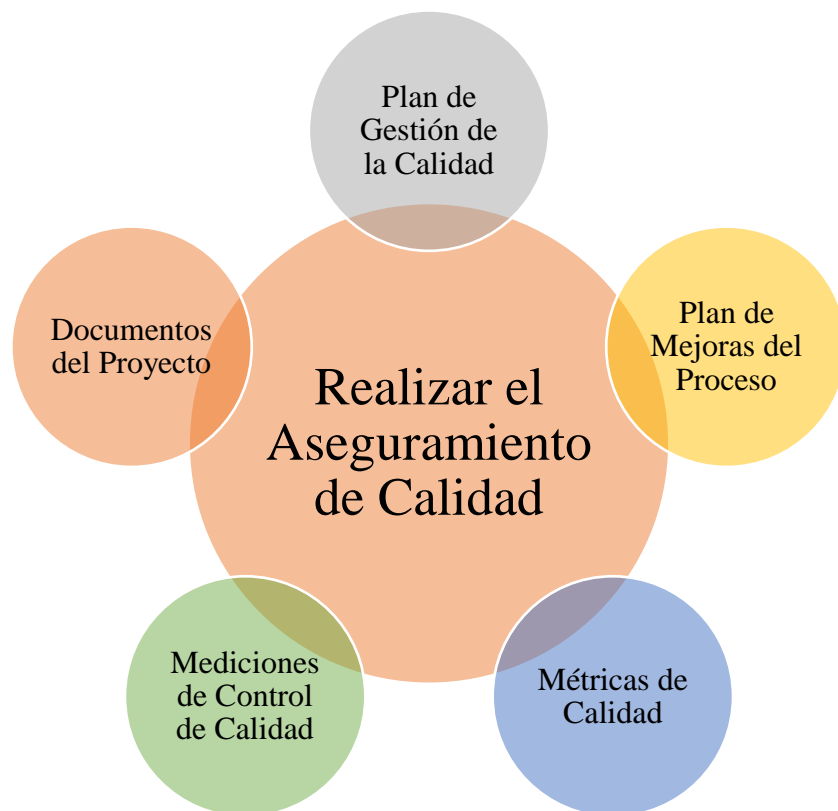 Plan de
Gestión de
la Calidad
Plan de
Mejoras del
Proceso
Documentos
del Proyecto
Realizar el
Aseguramiento
de Calidad
Mediciones
de Control
de Calidad
Métricas de
Calidad